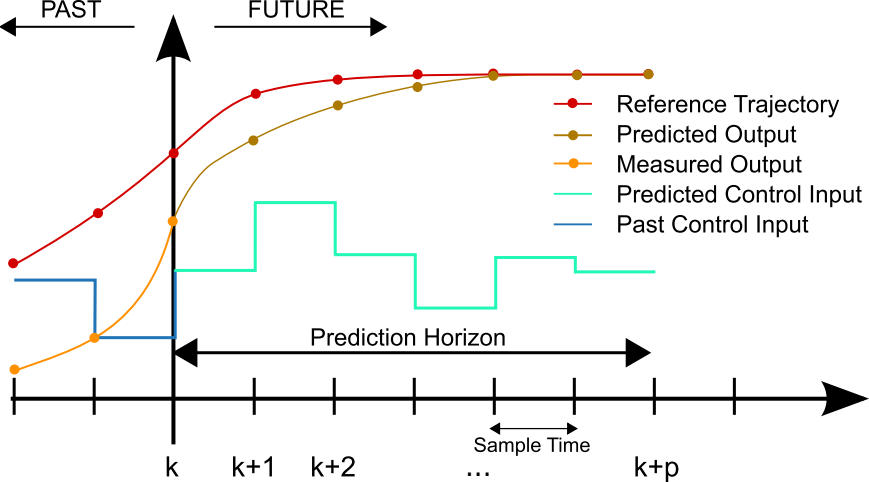 PAST
FUTURE
Reference Trajectory
Predicted Output
Measured Output
Predicted Control Input
Past Control Input
Prediction Horizon
Sample Time
k
k+1
k+2
...
k+p